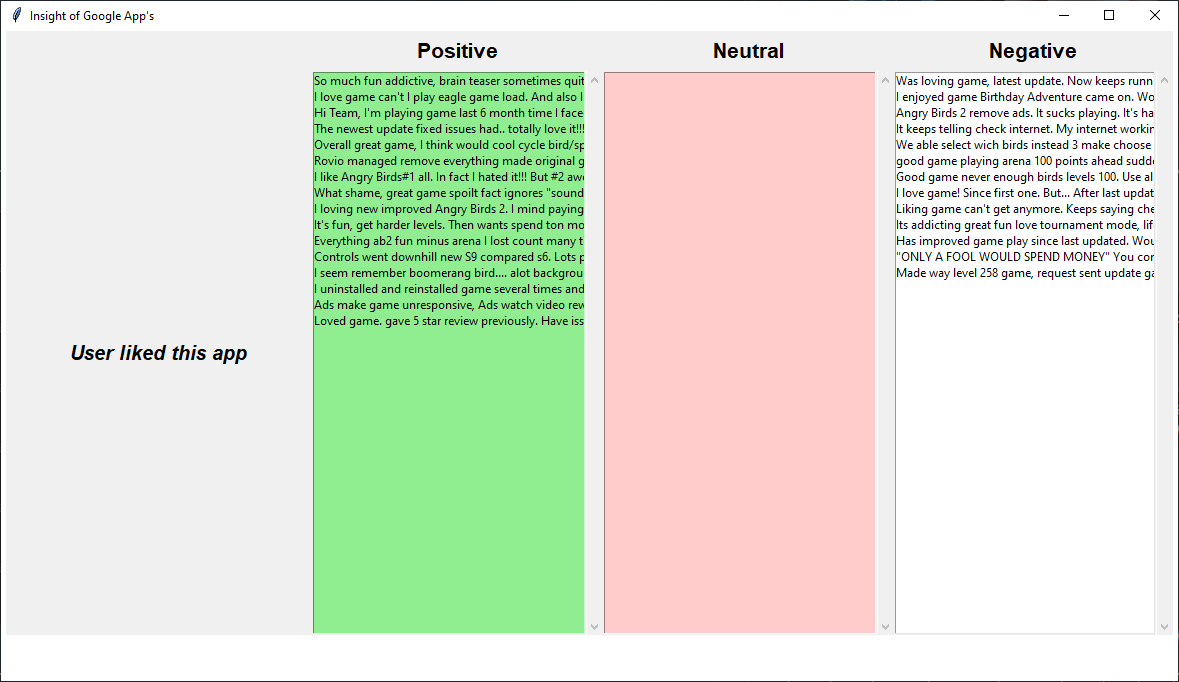 Insight of Google App's
Positive
Neutral
Negative
So much fun addictive, brain teaser sometimes quit
I love game can't I play eagle game load. And also I
Hi Team, I'm playing game last 6 month time I face
The newest update fixed issues had.. totally love it!!!
Overall great game, I think would cool cycle bird/sp
Rovio managed remove everything made original g
I like Angry Birds#1 all. In fact I hated it!!! But #2 awe
What shame, great game spoilt fact ignores "sound
I loving new improved Angry Birds 2. I mind paying
It's fun, get harder levels. Then wants spend ton mo
Everything ab2 fun minus arena I lost count many t
Controls went downhill new S9 compared s6. Lots p
I seem remember boomerang bird.... alot backgrou
I uninstalled and reinstalled game several times and
Ads make game unresponsive, Ads watch video rew
Loved game. gave 5 star review previously. Have iss
Was loving game, latest update. Now keeps runn
I enjoyed game Birthday Adventure came on. Wo
Angry Birds 2 remove ads. It sucks playing. It's ha
It keeps telling check internet. My internet workin
We able select wich birds instead 3 make choose
good game playing arena 100 points ahead sudde
Good game never enough birds levels 100. Use al
I love game! Since first one. But... After last updat
Liking game can't get anymore. Keeps saying che
Its addicting great fun love tournament mode, lif
Has improved game play since last updated. Wou
"ONLY A FOOL WOULD SPEND MONEY" You con
Made way level 258 game, request sent update ga
User liked this app